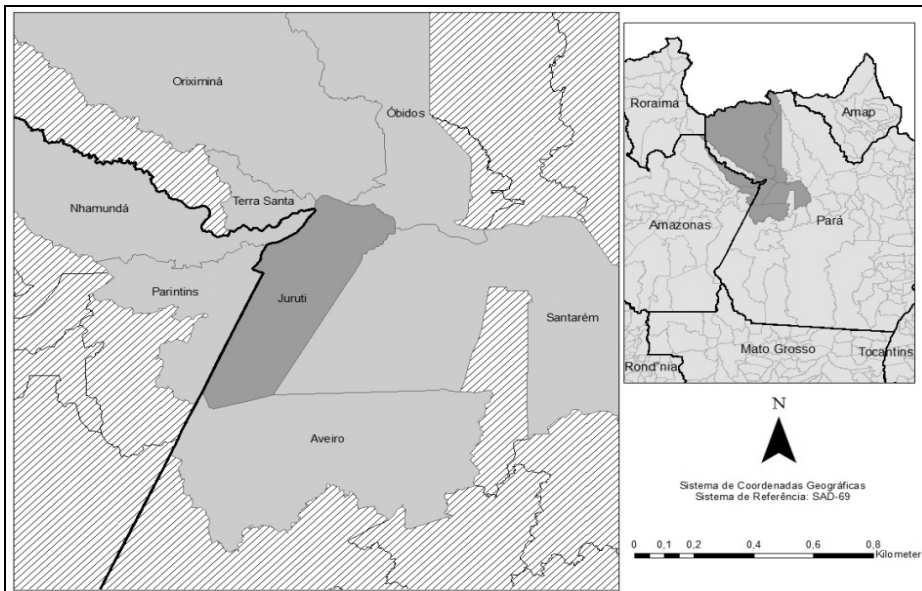 Oriximiná
Óbidos
Nhamundá
Terra Santa
Parintins
Juruti
Santarém
Aveiro
Roraima
Amap
Amazonas
Pará
Mato Grosso
Tocantins
Rond"nia
N
Sistema de Coordenadas Geográficas
Sistema de Referência: SAD-69
0 0,1 0,2 0,4 0,6 0,8
Kilometer